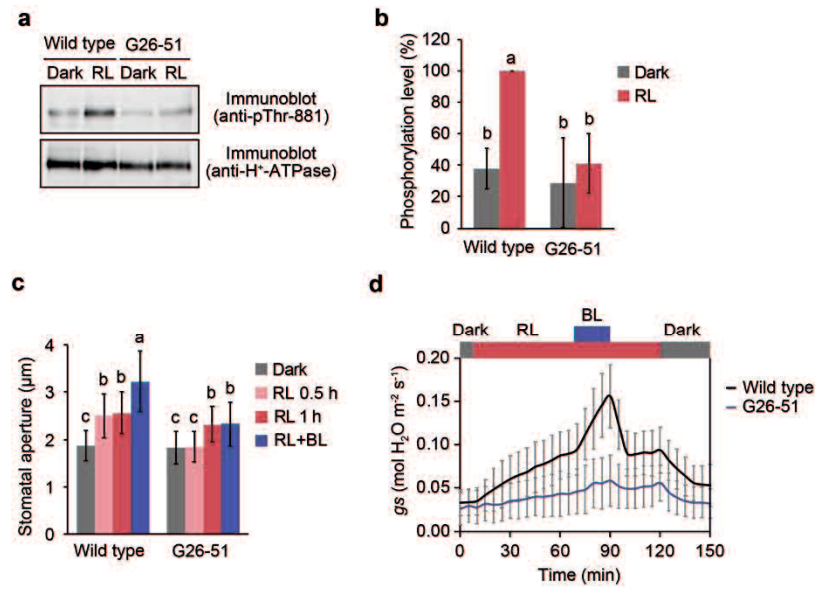 a
Wild type G26-51
Dark RL Dark RL
Immunoblot
(anti-pThr-881)
Immunoblot
(anti-H⁺-ATPase)
b
Phosphorylation level (%)
120
100
80
60
40
20
0
a
b
b
b
Dark
RL
Wild type G26-51
c
Stomatal aperture (μm)
5
4
3
2
1
0
c
b
b
a
c
c
b
b
Dark
RL 0.5 h
RL 1 h
RL+BL
Wild type G26-51
d
BL
Dark RL Dark
gs (mol H₂O m⁻² s⁻¹)
0.20
0.15
0.10
0.05
0.00
Wild type
G26-51
0 30 60 90 120 150
Time (min)